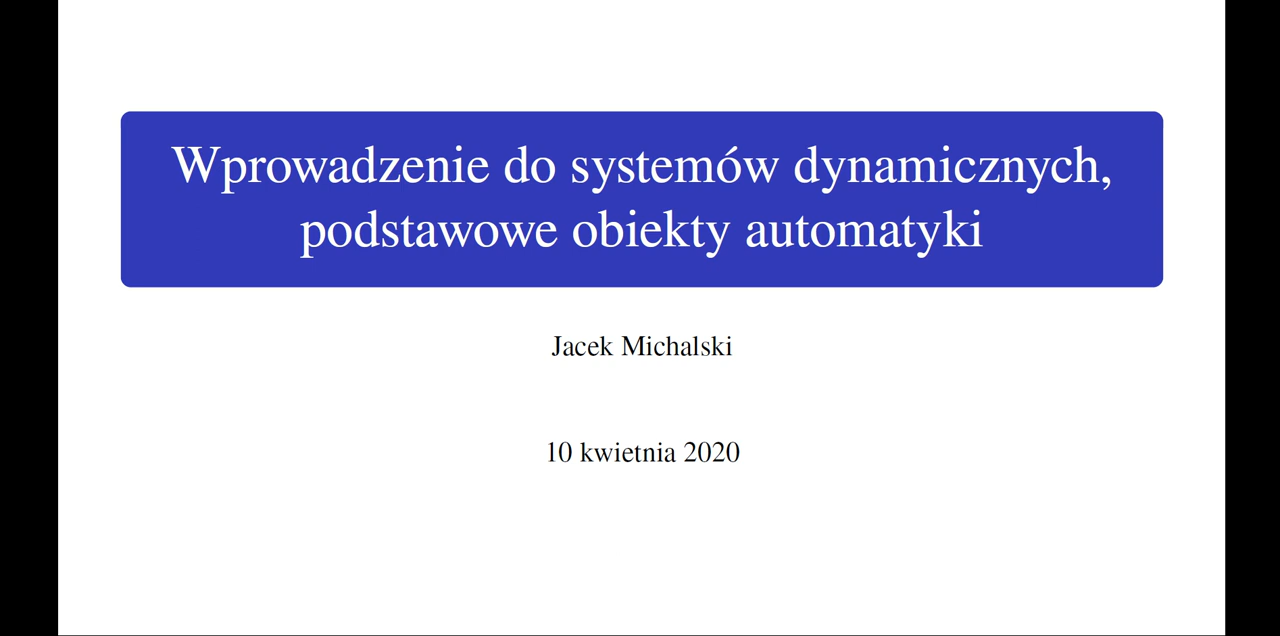 Wprowadzenie do systemów dynamicznych,
podstawowe obiekty automatyki
Jacek Michalski
10 kwietnia 2020